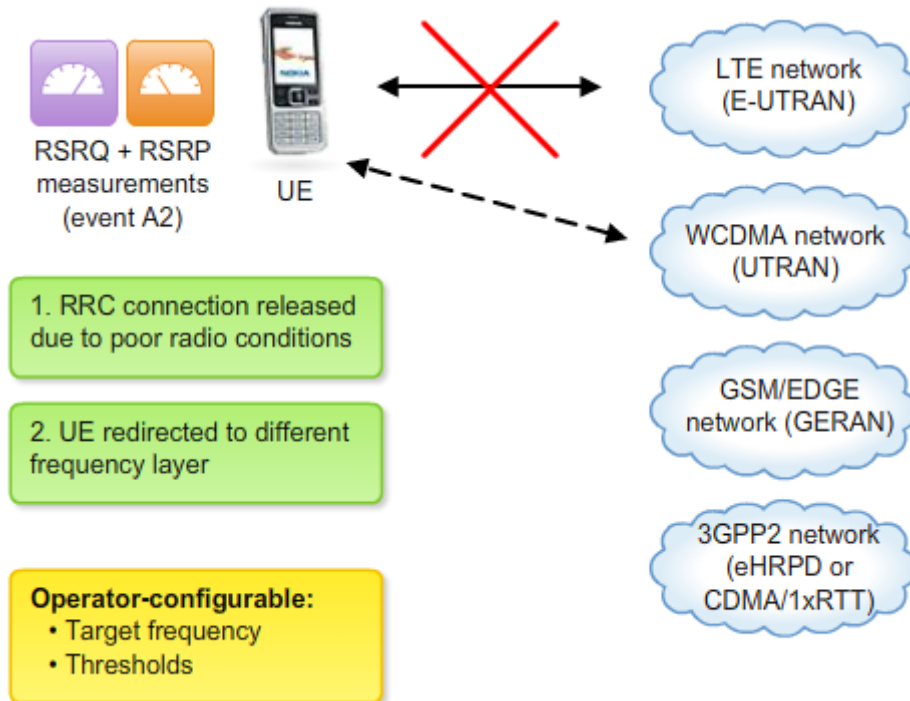 RSRQ + RSRP
measurements
(event A2)
NOKIA
UE
LTE network
(E-UTRAN)
WCDMA network
(UTRAN)
GSM/EDGE
network (GERAN)
3GPP2 network
(eHRPD or
CDMA/1xRTT)
1. RRC connection released
due to poor radio conditions
2. UE redirected to different
frequency layer
Operator-configurable:
• Target frequency
• Thresholds